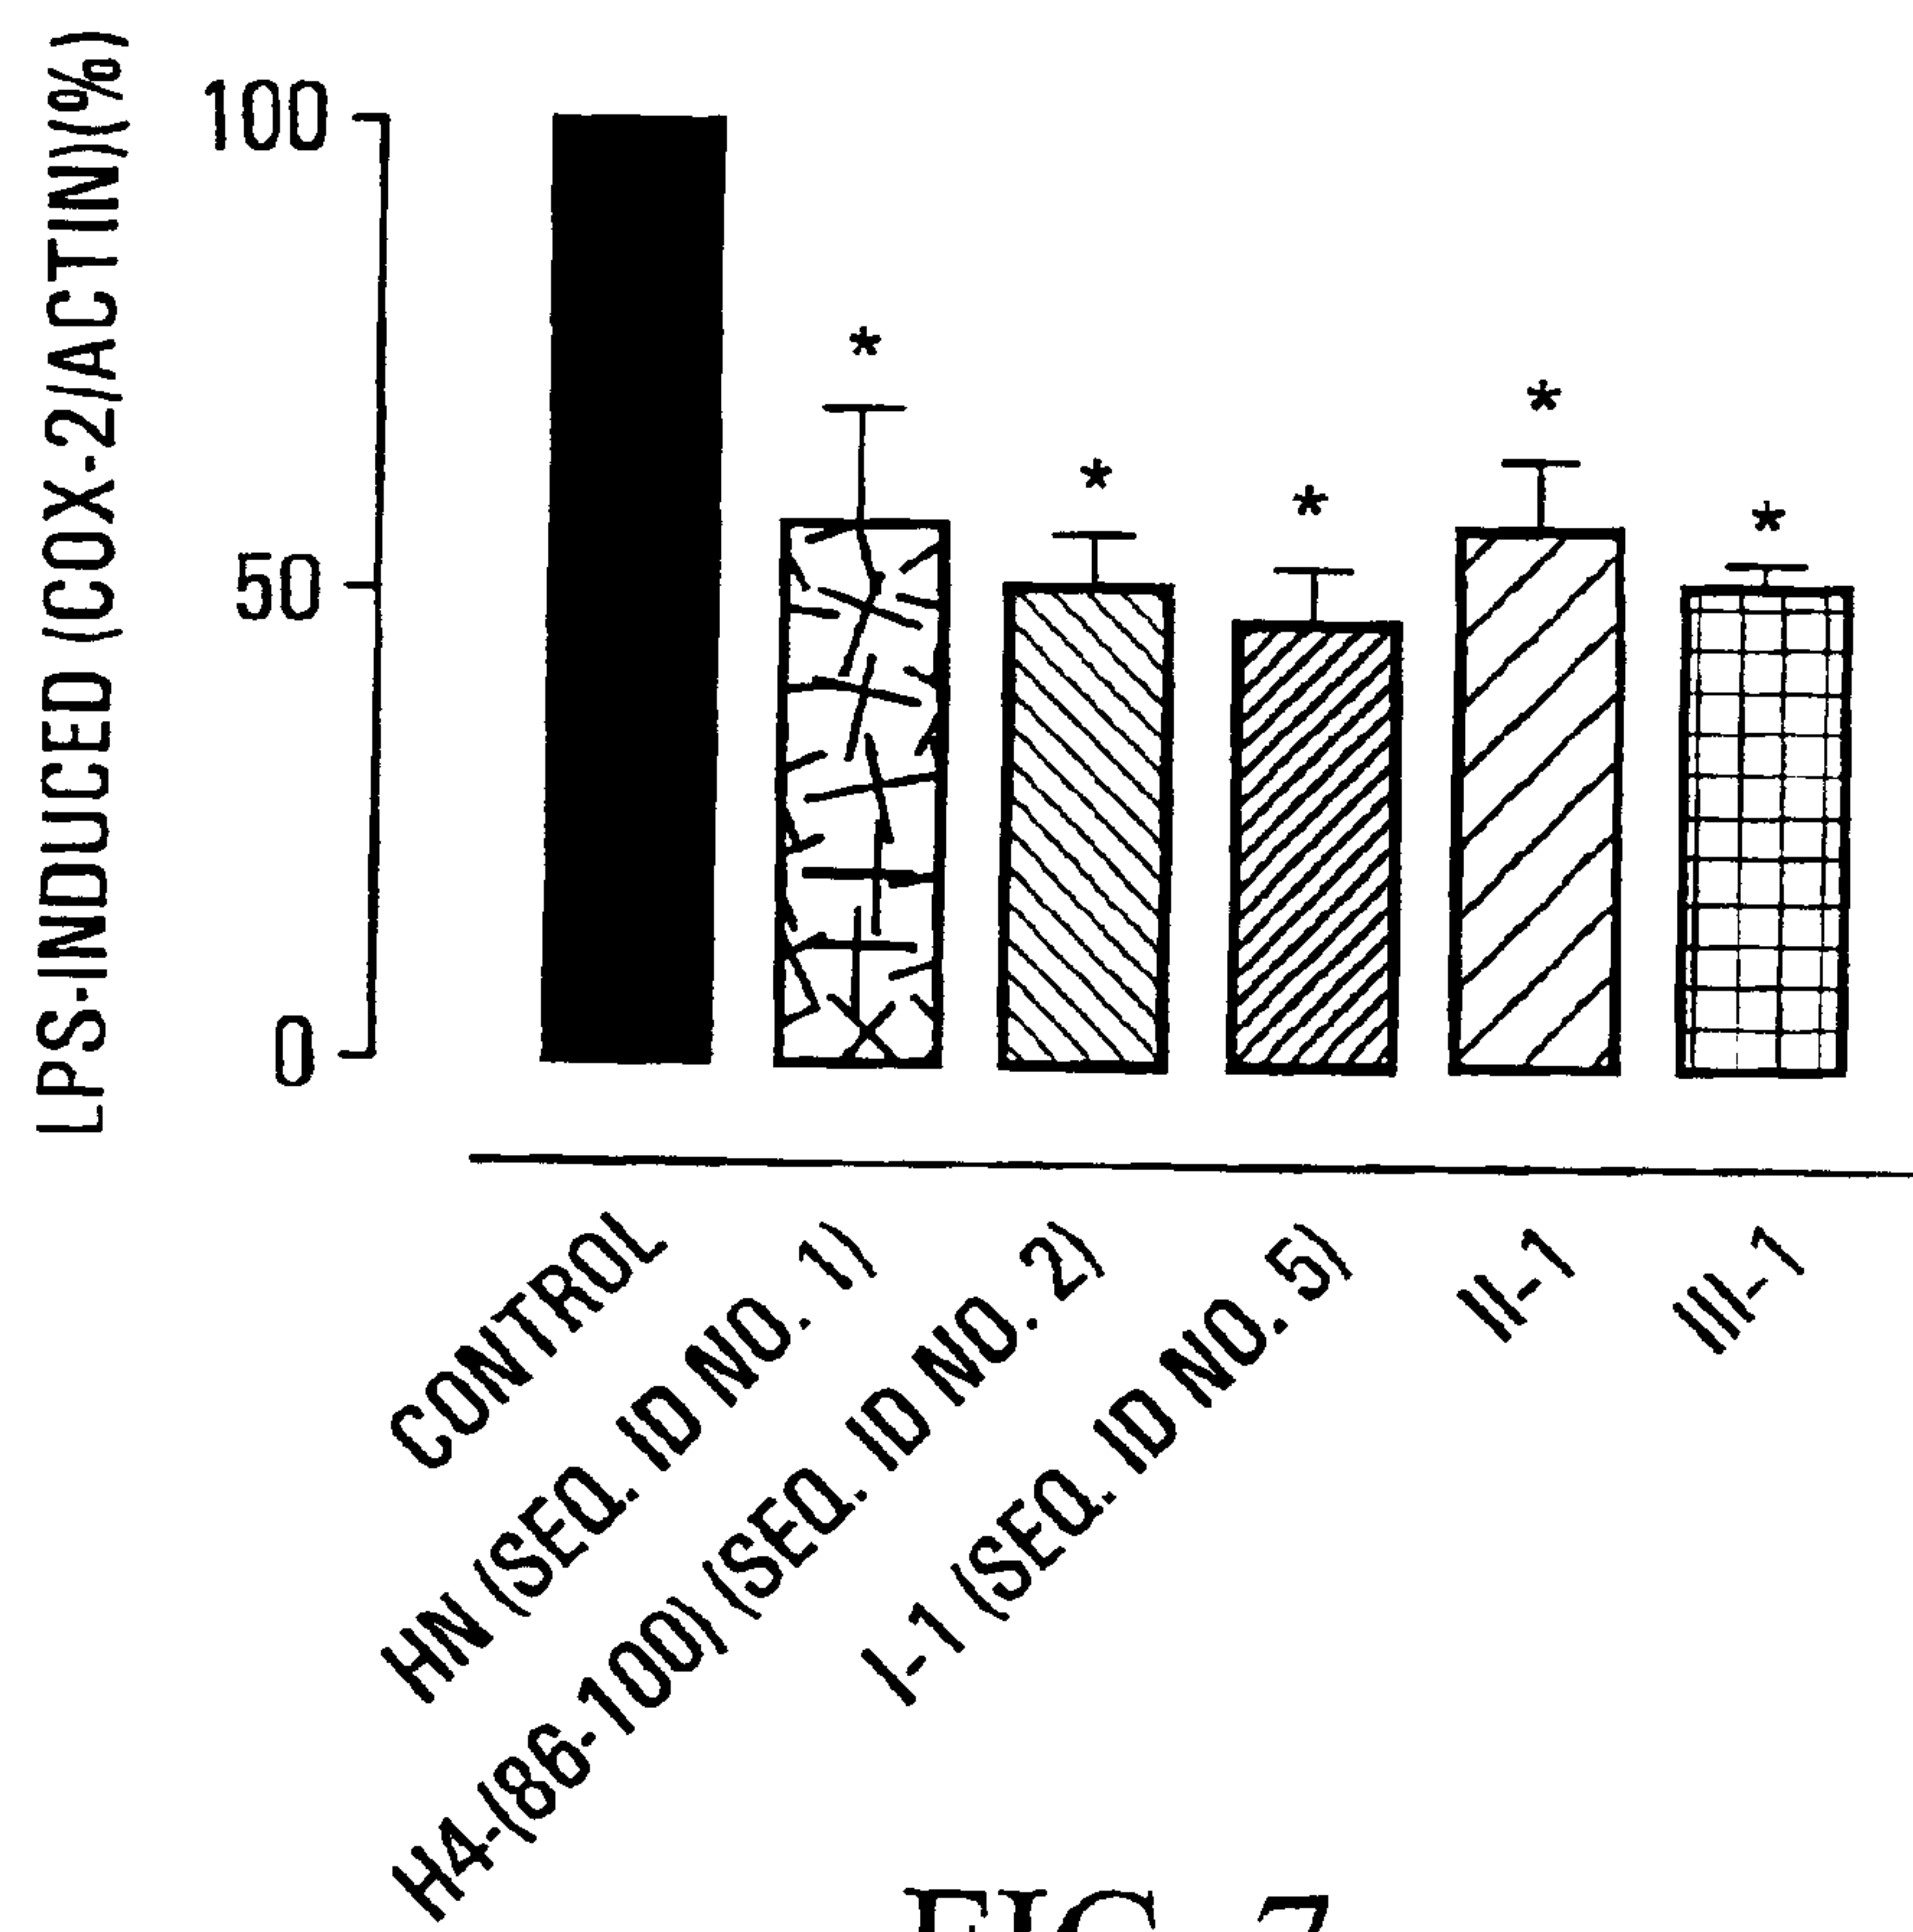 LPS-INDUCED (COX-2/ACTIN)(%)
100
50
0
*
*
*
*
*
CONTROL
HN (SEQ. ID NO. 1)
H4-(86-100) (SEQ. ID NO. 2)
I-1 (SEQ. ID NO. 5)
II-1
III-1
FIG. 7